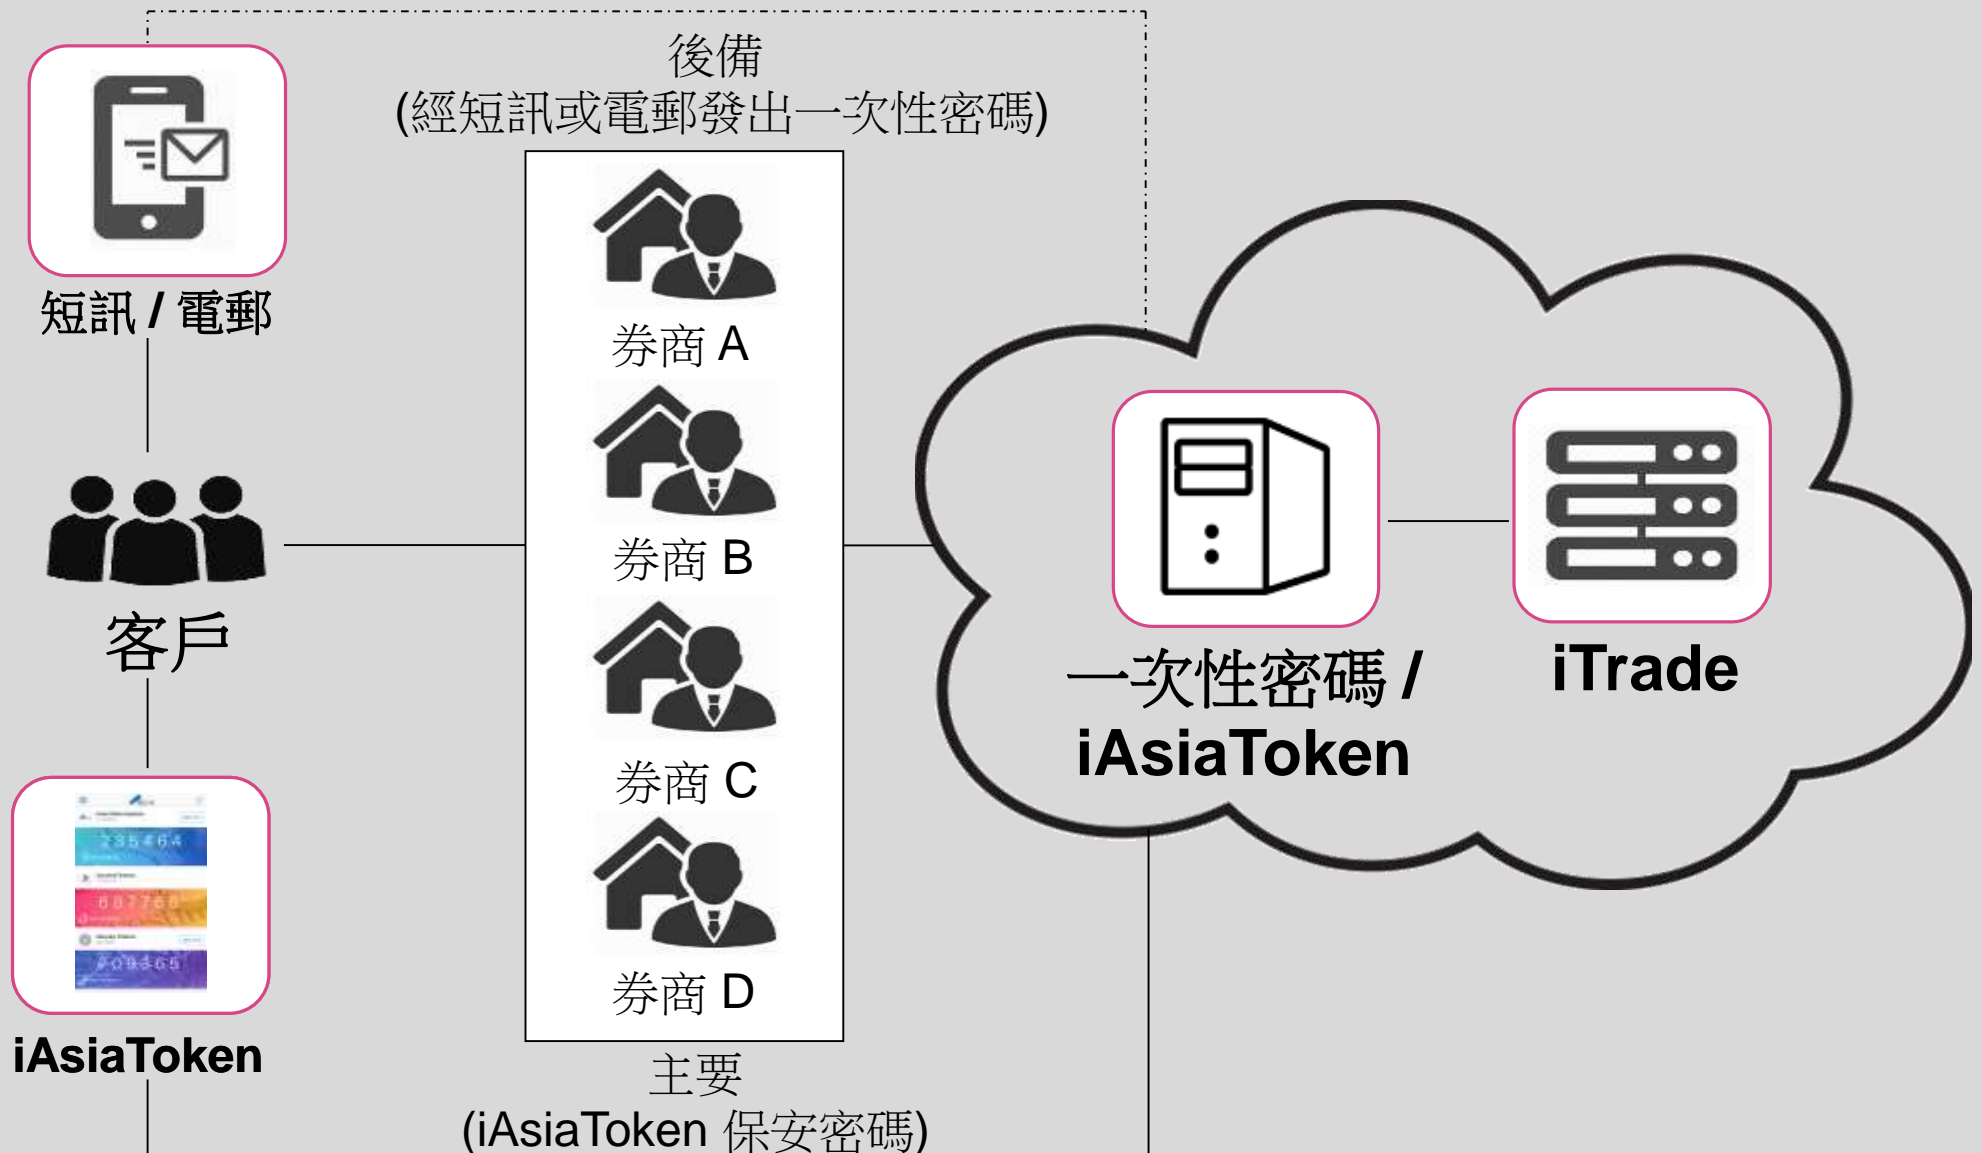 後備
(經短訊或電郵發出一次性密碼)
短訊 / 電郵
券商 A
券商 B
客戶
券商 C
券商 D
一次性密碼 /
iAsiaToken
iTrade
235464
iAsiaToken
主要
(iAsiaToken 保安密碼)